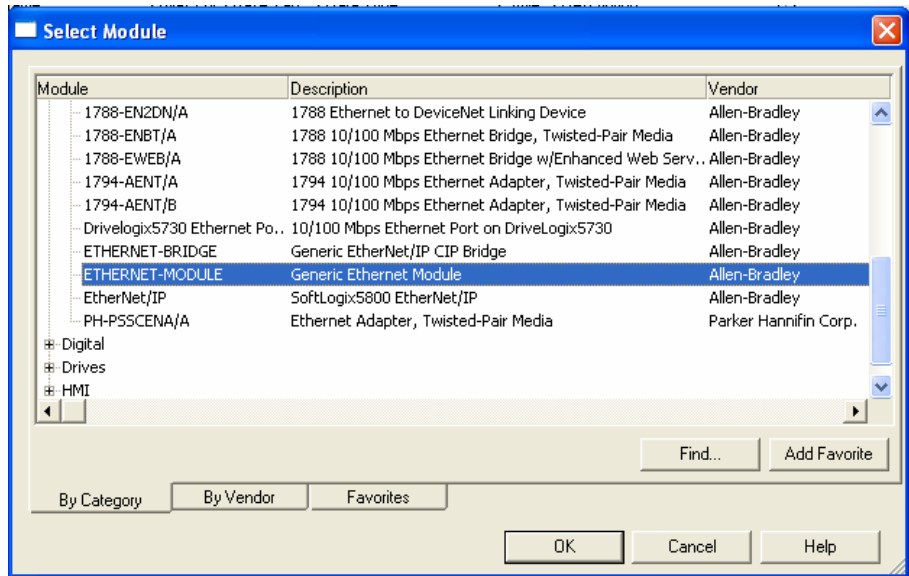 Select Module
Module Description Vendor
1788-EN2DN/A 1788 Ethernet to DeviceNet Linking Device Allen-Bradley
1788-ENBT/A 1788 10/100 Mbps Ethernet Bridge, Twisted-Pair Media Allen-Bradley
1788-EWEB/A 1788 10/100 Mbps Ethernet Bridge w/Enhanced Web Serv.. Allen-Bradley
1794-AENT/A 1794 10/100 Mbps Ethernet Adapter, Twisted-Pair Media Allen-Bradley
1794-AENT/B 1794 10/100 Mbps Ethernet Adapter, Twisted-Pair Media Allen-Bradley
Drivelogix5730 Ethernet Po.. 10/100 Mbps Ethernet Port on DriveLogix5730 Allen-Bradley
ETHERNET-BRIDGE Generic EtherNet/IP CIP Bridge Allen-Bradley
ETHERNET-MODULE Generic Ethernet Module Allen-Bradley
EtherNet/IP SoftLogix5800 EtherNet/IP Allen-Bradley
PH-PSSCENA/A Ethernet Adapter, Twisted-Pair Media Parker Hannifin Corp.
Digital
Drives
HMI
Find... Add Favorite
By Category By Vendor Favorites
OK Cancel Help